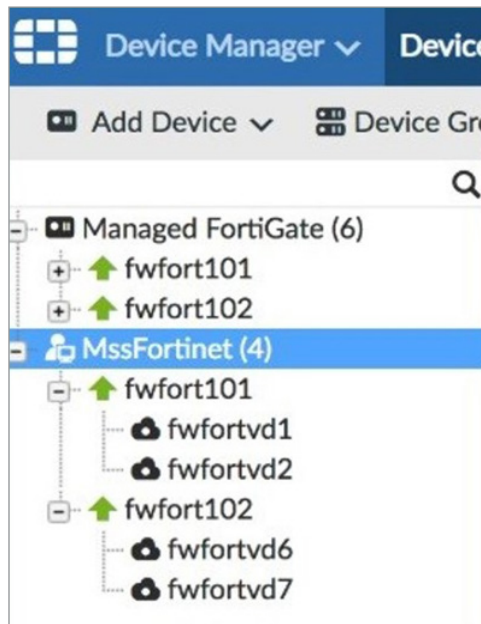 Device Manager Device
Add Device Device Gr
Managed FortiGate (6)
fwfort101
fwfort102
MssFortinet (4)
fwfort101
fwfortvd1
fwfortvd2
fwfort102
fwfortvd6
fwfortvd7